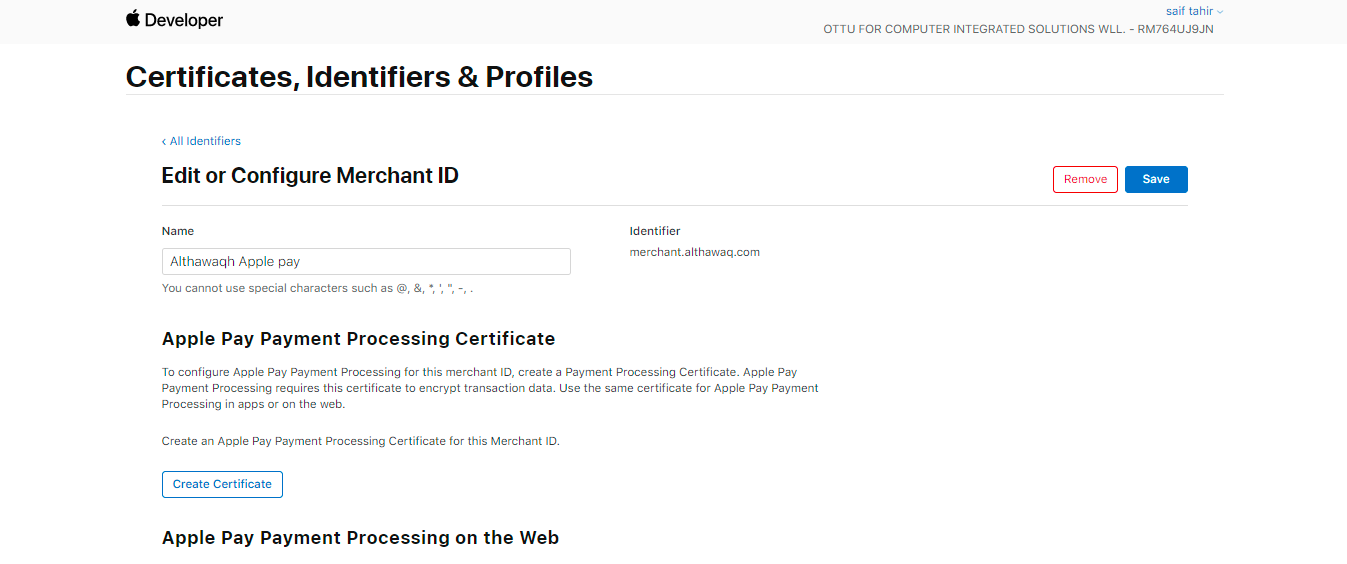 Developer
saif tahir
OTTU FOR COMPUTER INTEGRATED SOLUTIONS WLL. - RM764UJ9JN
Certificates, Identifiers & Profiles
‹ All Identifiers
Edit or Configure Merchant ID
Remove
Save
Name
Identifier
Althawaqh Apple pay
merchant.althawaq.com
You cannot use special characters such as @, &, *, ', ", -, .
Apple Pay Payment Processing Certificate
To configure Apple Pay Payment Processing for this merchant ID, create a Payment Processing Certificate. Apple Pay
Payment Processing requires this certificate to encrypt transaction data. Use the same certificate for Apple Pay Payment
Processing in apps or on the web.
Create an Apple Pay Payment Processing Certificate for this Merchant ID.
Create Certificate
Apple Pay Payment Processing on the Web